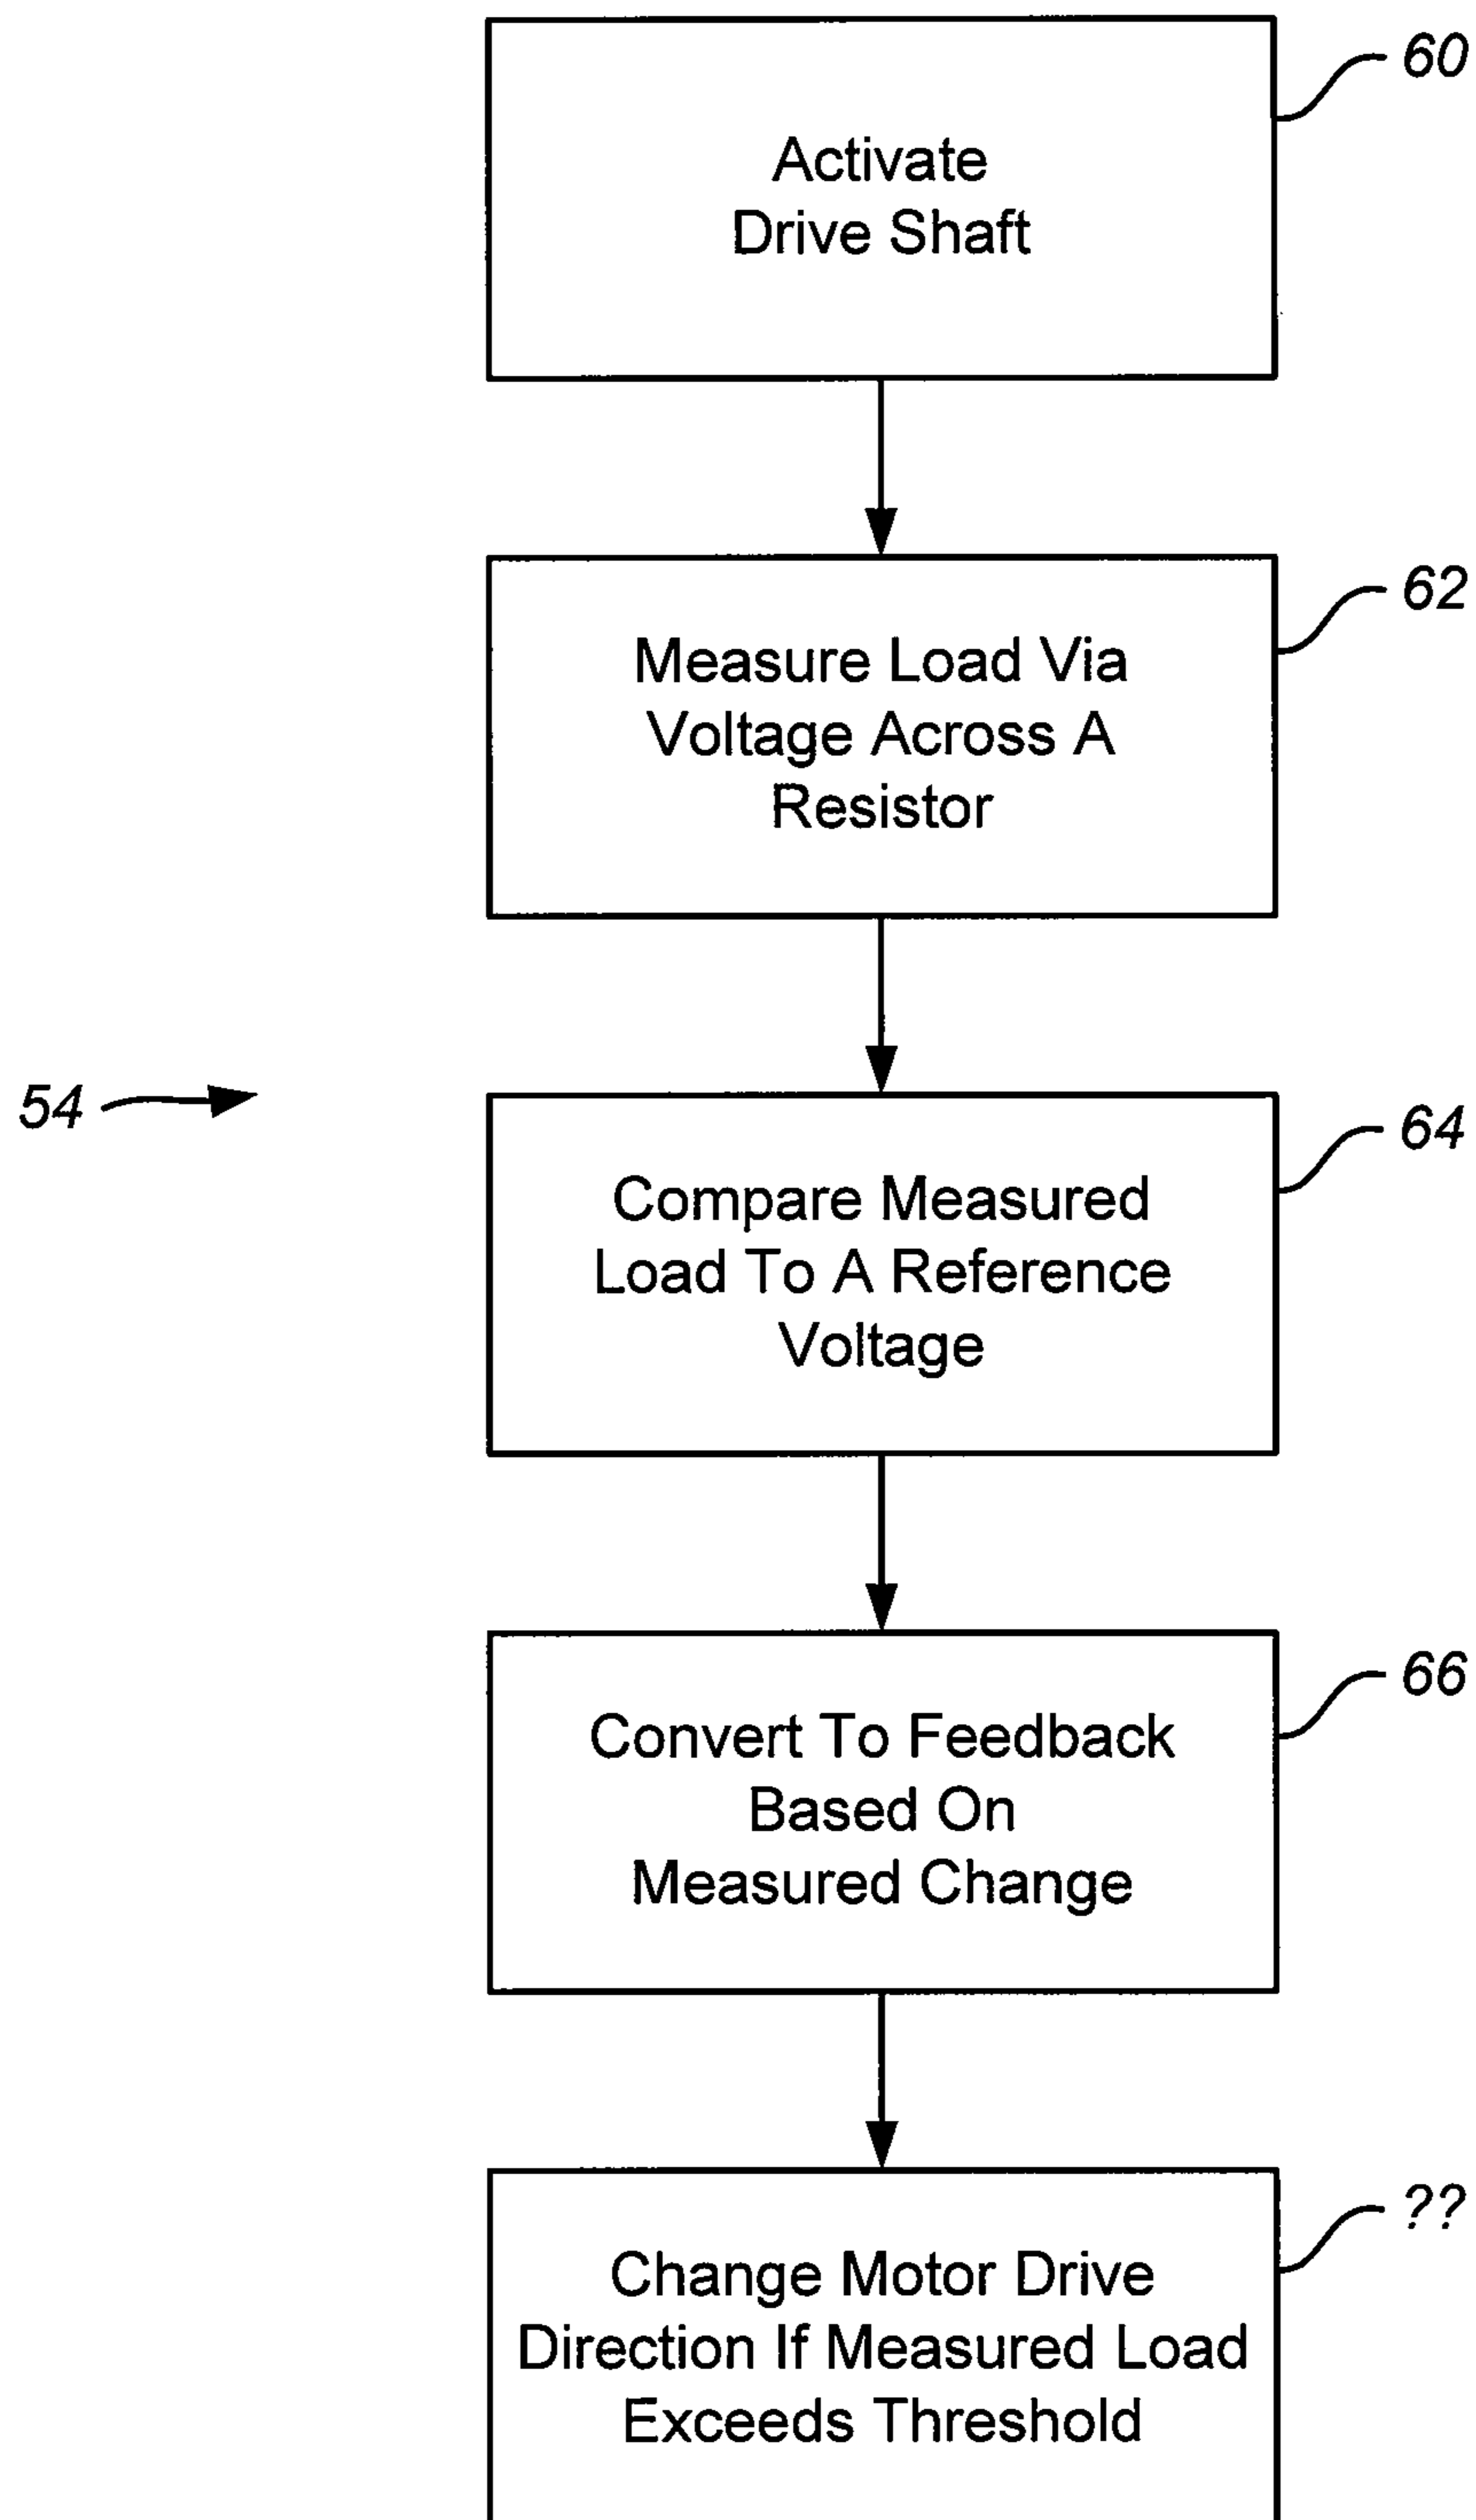 60
Activate
Drive Shaft
62
Measure Load Via
Voltage Across A
Resistor
54
64
Compare Measured
Load To A Reference
Voltage
66
Convert To Feedback
Based On
Measured Change
??
Change Motor Drive
Direction If Measured Load
Exceeds Threshold